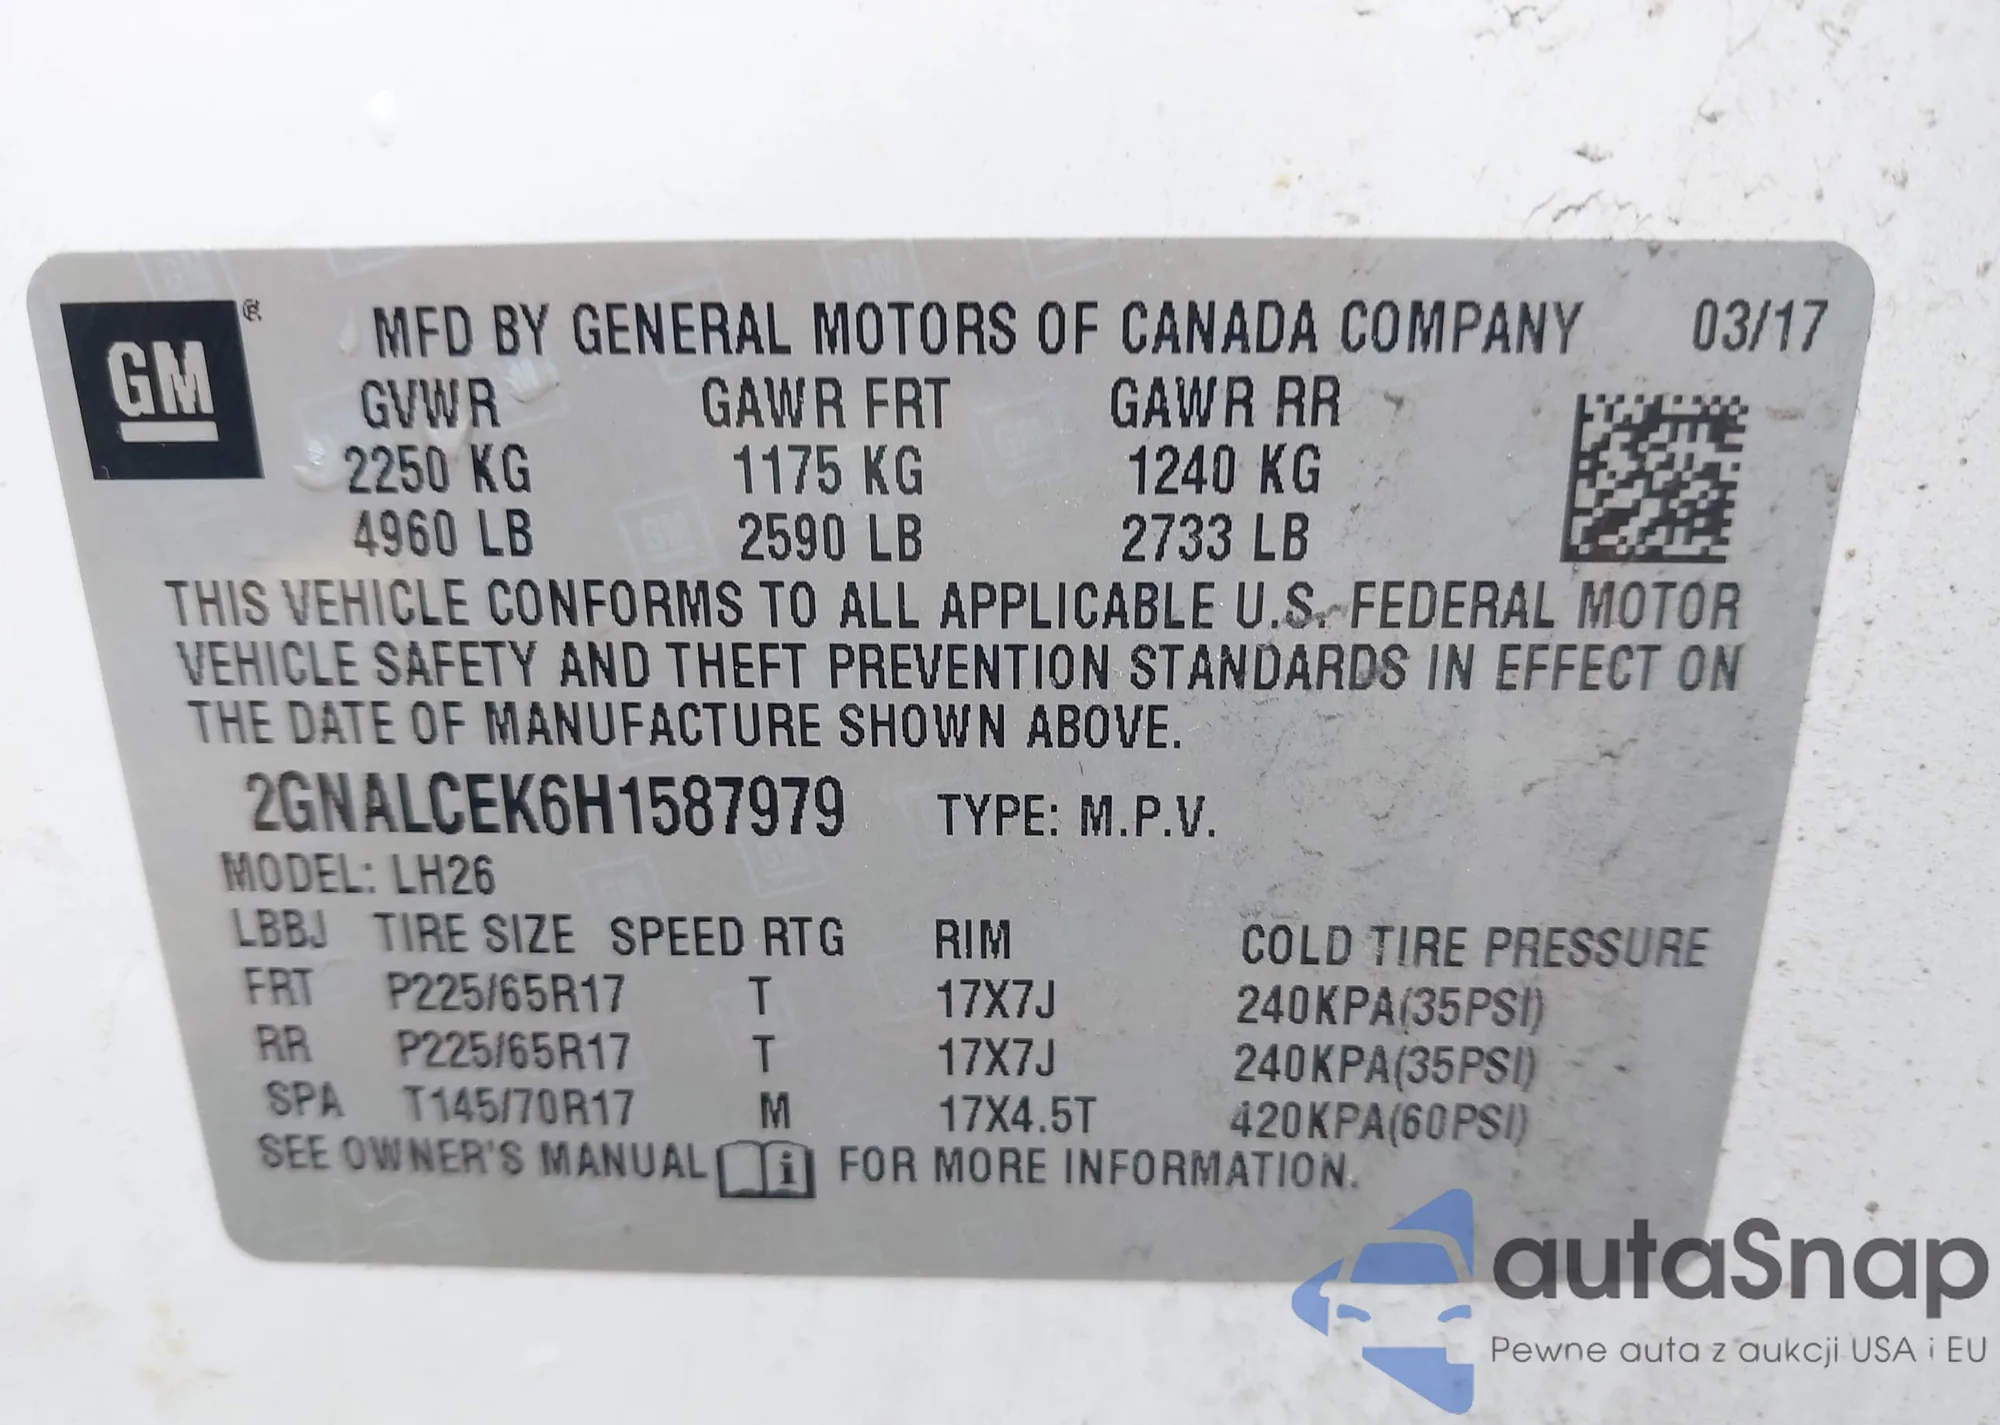 GM ®
MFD BY GENERAL MOTORS OF CANADA COMPANY 03/17
GVWR GAWR FRT GAWR RR
2250 KG 1175 KG 1240 KG
4960 LB 2590 LB 2733 LB
THIS VEHICLE CONFORMS TO ALL APPLICABLE U.S. FEDERAL MOTOR
VEHICLE SAFETY AND THEFT PREVENTION STANDARDS IN EFFECT ON
THE DATE OF MANUFACTURE SHOWN ABOVE.
2GNALCEK6H1587979 TYPE: M.P.V.
MODEL: LH26
LBBJ TIRE SIZE SPEED RTG RIM COLD TIRE PRESSURE
FRT P225/65R17 T 17X7J 240KPA(35PSI)
RR P225/65R17 T 17X7J 240KPA(35PSI)
SPA T145/70R17 M 17X4.5T 420KPA(60PSI)
SEE OWNER'S MANUAL i FOR MORE INFORMATION.
autaSnap
Pewne auta z aukcji USA i EU